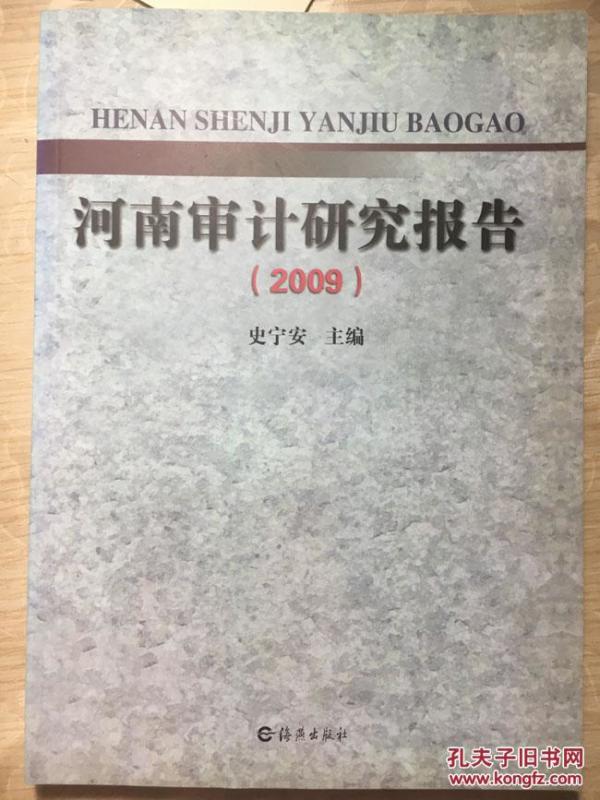 HENAN SHENJI YANJIU BAOGAO
河南审计研究报告
（2009）
史宁安 主编
海燕出版社
孔夫子旧书网
www.kongfz.com